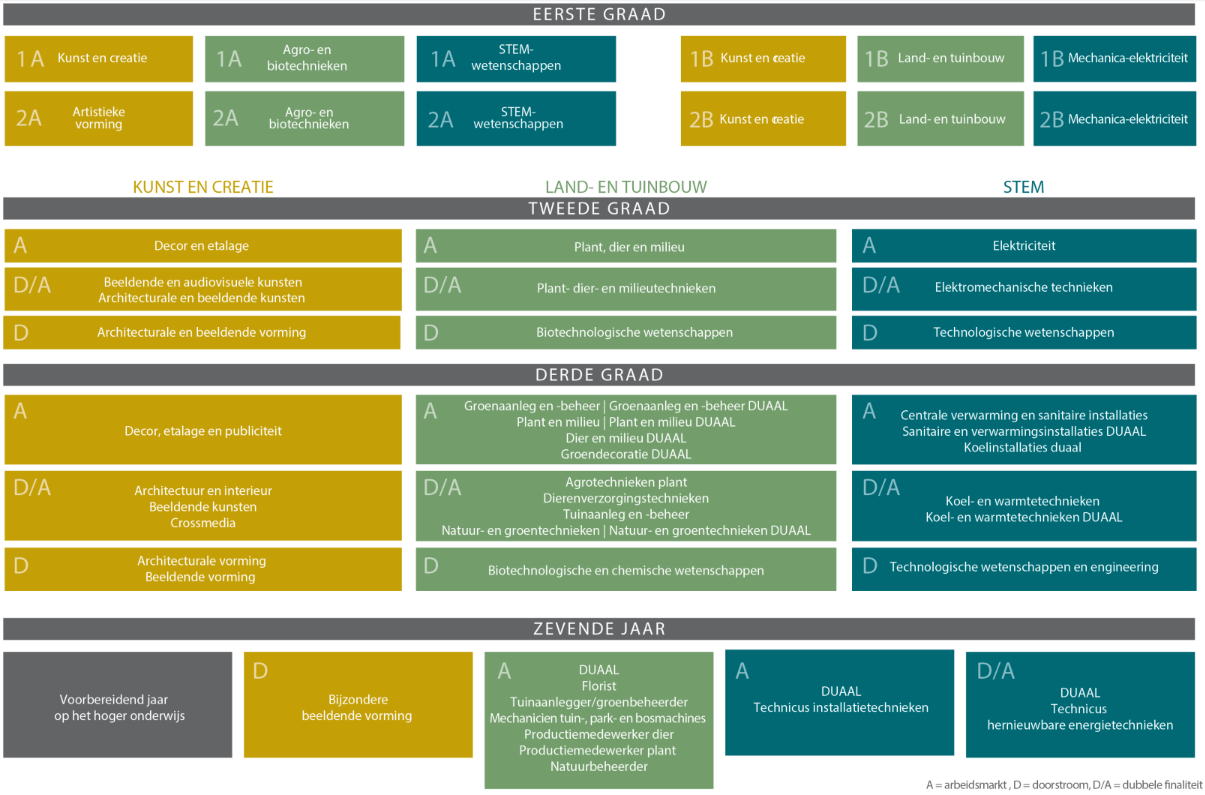 EERSTE GRAAD
1A Kunst en creatie
1A Agro- en
biotechnieken
1A STEM-
wetenschappen
1B Kunst en creatie
1B Land- en tuinbouw
1B Mechanica-elektriciteit
2A Artistieke
vorming
2A Agro- en
biotechnieken
2A STEM-
wetenschappen
2B Kunst en creatie
2B Land- en tuinbouw
2B Mechanica-elektriciteit
KUNST EN CREATIE
LAND- EN TUINBOUW
STEM
TWEEDE GRAAD
A Decor en etalage
A Plant, dier en milieu
A Elektriciteit
D/A Beeldende en audiovisuele kunsten
Architecturale en beeldende kunsten
D/A Plant- dier- en milieutechnieken
D/A Elektromechanische technieken
D Architecturale en beeldende vorming
D Biotechnologische wetenschappen
D Technologische wetenschappen
DERDE GRAAD
A Decor, etalage en publiciteit
A Groenaanleg en -beheer | Groenaanleg en -beheer DUAAL
Plant en milieu | Plant en milieu DUAAL
Dier en milieu DUAAL
Groendecoratie DUAAL
A Centrale verwarming en sanitaire installaties
Sanitaire en verwarmingsinstallaties DUAAL
Koelinstallaties duaal
D/A Architectuur en interieur
Beeldende kunsten
Crossmedia
D/A Agrotechnieken plant
Dierenverzorgingstechnieken
Tuinaanleg en -beheer
Natuur- en groentechnieken | Natuur- en groentechnieken DUAAL
D/A Koel- en warmtetechnieken
Koel- en warmtetechnieken DUAAL
D Architecturale vorming
Beeldende vorming
D Biotechnologische en chemische wetenschappen
D Technologische wetenschappen en engineering
ZEVENDE JAAR
Voorbereidend jaar
op het hoger onderwijs
D Bijzondere
beeldende vorming
A DUAAL
Florist
Tuinaanlegger/groenbeheerder
Mechanicien tuin-, park- en bosmachines
Productiemedewerker dier
Productiemedewerker plant
Natuurbeheerder
A DUAAL
Technicus installatietechnieken
D/A DUAAL
Technicus
hernieuwbare energietechnieken
A = arbeidsmarkt , D = doorstroom, D/A = dubbele finaliteit